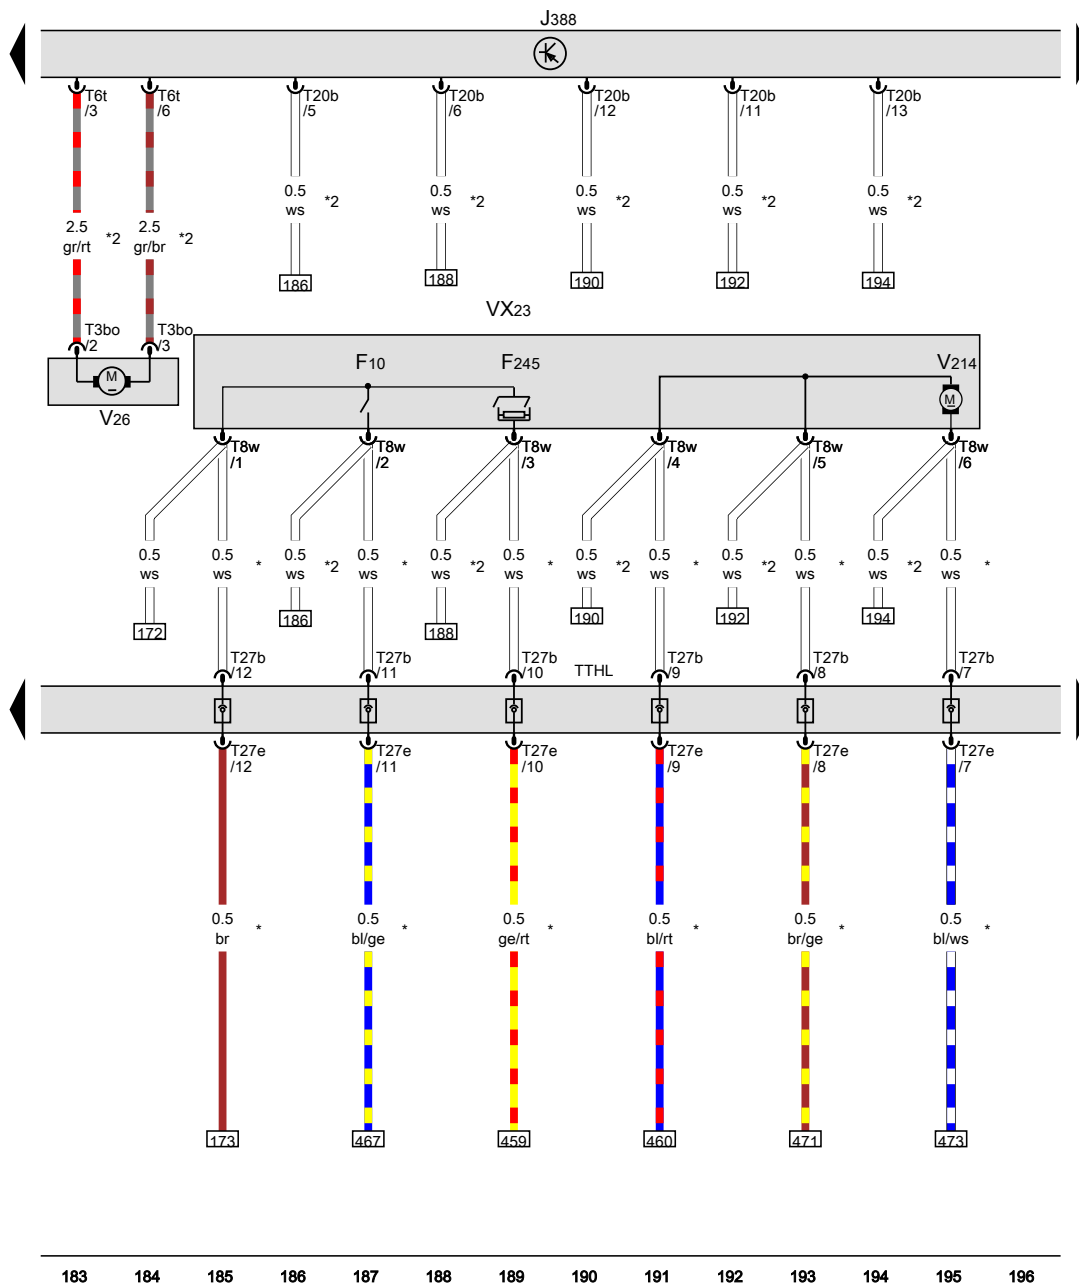 J388
T6t
/3
T6t
/6
T20b
/5
T20b
/6
T20b
/12
T20b
/11
T20b
/13
2.5
gr/rt
*2
2.5
gr/br
*2
0.5
ws
*2
0.5
ws
*2
0.5
ws
*2
0.5
ws
*2
0.5
ws
*2
186
188
190
192
194
VX23
T3bo
/2
T3bo
/3
M
V26
F10
F245
V214
M
T8w
/1
T8w
/2
T8w
/3
T8w
/4
T8w
/5
T8w
/6
0.5
ws
0.5
ws
*
0.5
ws
*2
0.5
ws
*
0.5
ws
*2
0.5
ws
*
0.5
ws
*2
0.5
ws
*
0.5
ws
*2
0.5
ws
*
0.5
ws
*2
0.5
ws
*
172
186
188
190
192
194
T27b
/12
T27b
/11
T27b
/10
TTHL
T27b
/9
T27b
/8
T27b
/7
T27e
/12
T27e
/11
T27e
/10
T27e
/9
T27e
/8
T27e
/7
0.5
br
*
0.5
bl/ge
*
0.5
ge/rt
*
0.5
bl/rt
*
0.5
br/ge
*
0.5
bl/ws
*
173
467
459
460
471
473
183 184 185 186 187 188 189 190 191 192 193 194 195 196